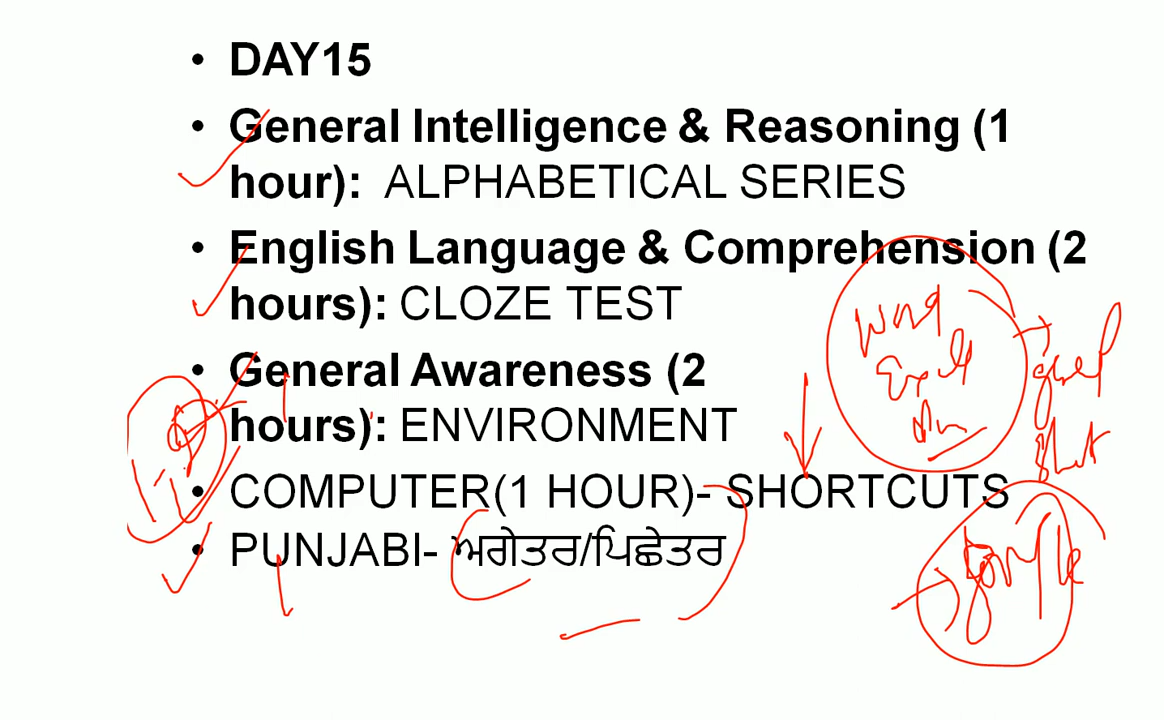 • DAY15
• General Intelligence & Reasoning (1
hour): ALPHABETICAL SERIES
• English Language & Comprehension (2
hours): CLOZE TEST
• General Awareness (2
hours): ENVIRONMENT
• COMPUTER(1 HOUR)- SHORTCUTS
• PUNJABI- ਅਗੇਤਰ/ਪਿਛੇਤਰ
word